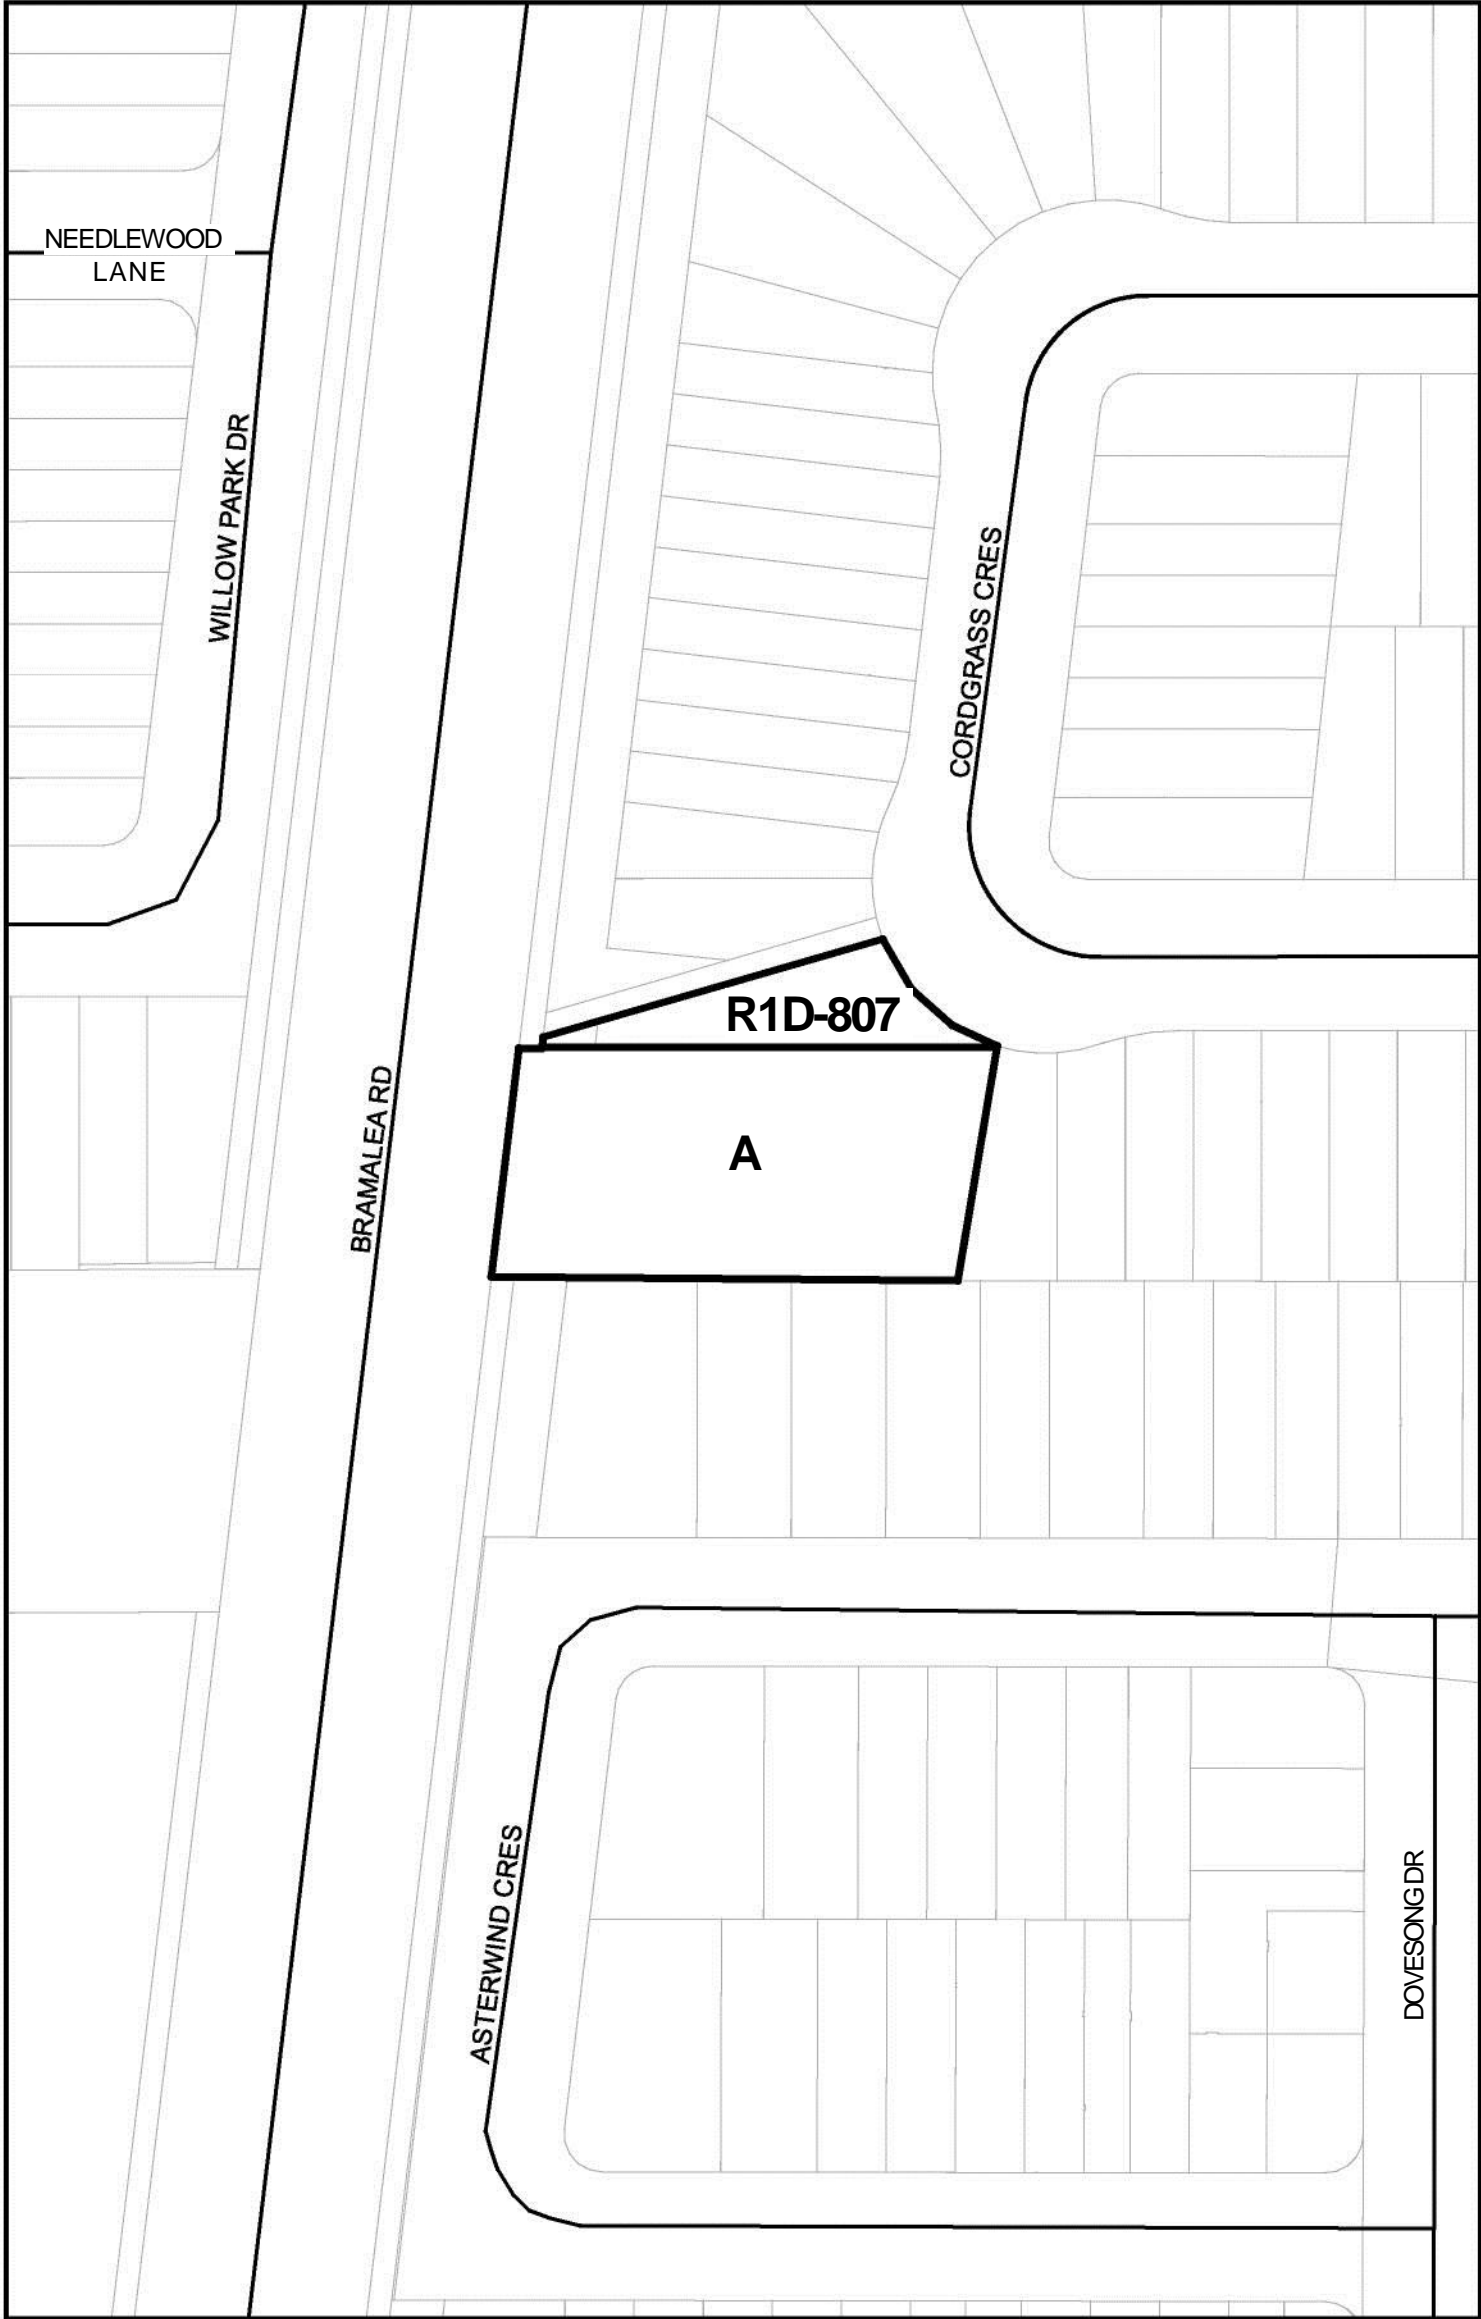 NEEDLEWOOD
LANE
WILLOW PARK DR
CORDGRASS CRES
R1D-807
BRAMALEA RD
A
ASTERWIND CRES
DOVESONG DR